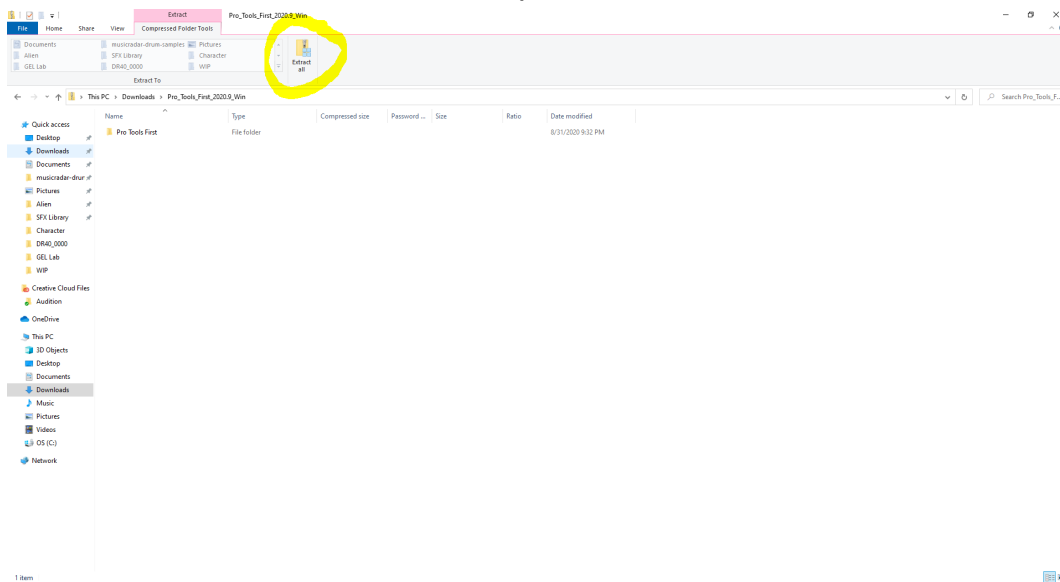 Extract Pro_Tools_First_2020.9_Win
File Home Share View Compressed Folder Tools
Documents musicradar-drum-samples Pictures
Alien SFX Library Character
GEL Lab DR40_0000 WIP
Extract all
Extract To
This PC › Downloads › Pro_Tools_First_2020.9_Win
Search Pro_Tools_F...
Name Type Compressed size Password ... Size Ratio Date modified
Pro Tools First File folder 8/31/2020 9:32 PM
Quick access
Desktop
Downloads
Documents
musicradar-drur
Pictures
Alien
SFX Library
Character
DR40_0000
GEL Lab
WIP
Creative Cloud Files
Audition
OneDrive
This PC
3D Objects
Desktop
Documents
Downloads
Music
Pictures
Videos
OS (C:)
Network
1 item